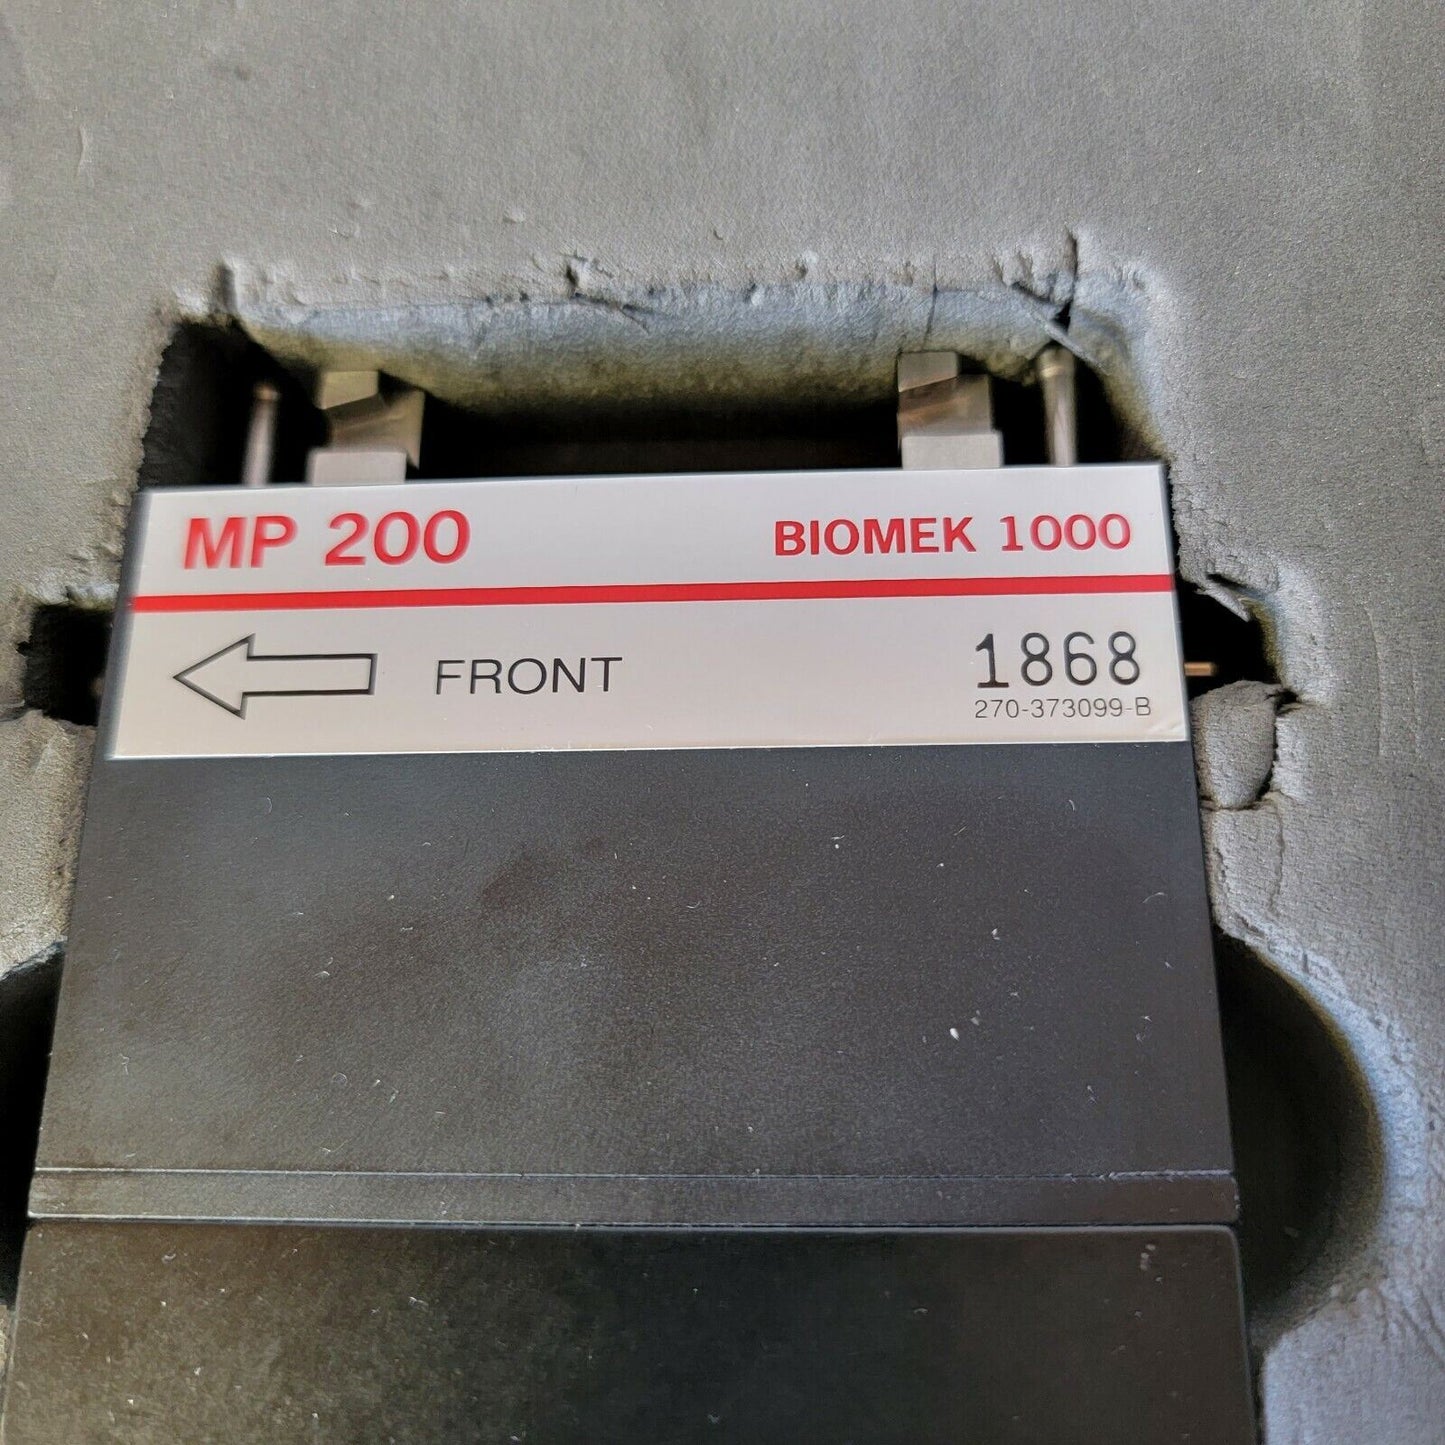 MP 200 BIOMEK 1000
FRONT 1868
270-373099-B